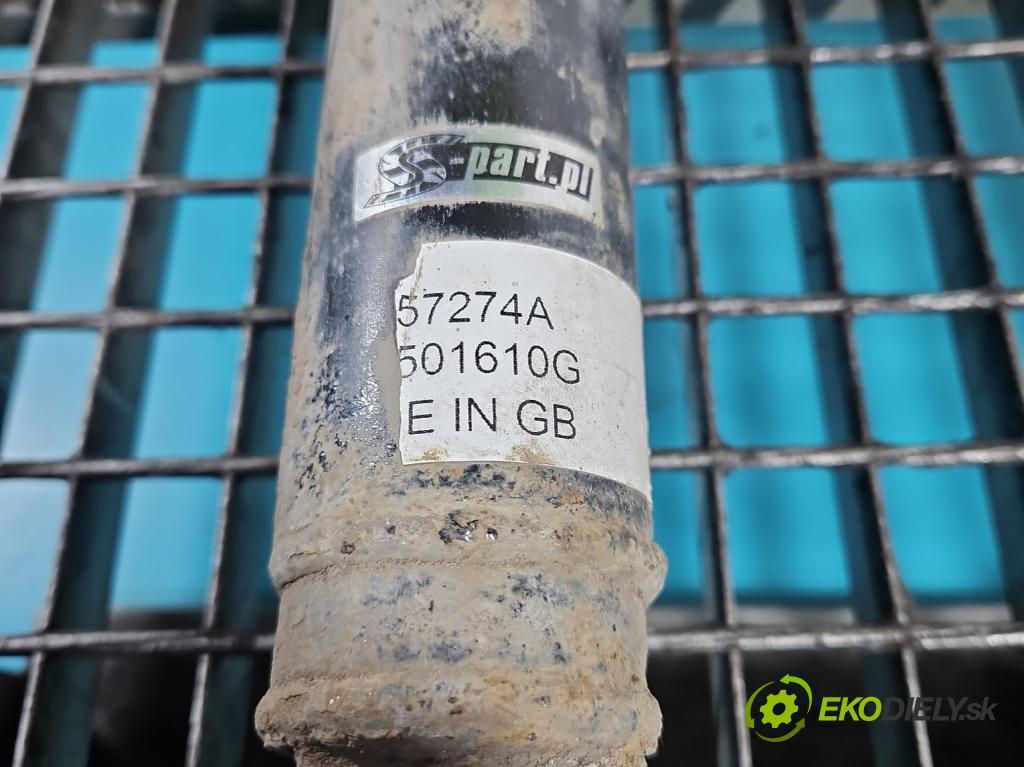 S-part.pl
57274A
501610G
E IN GB
EKODIELY.sk